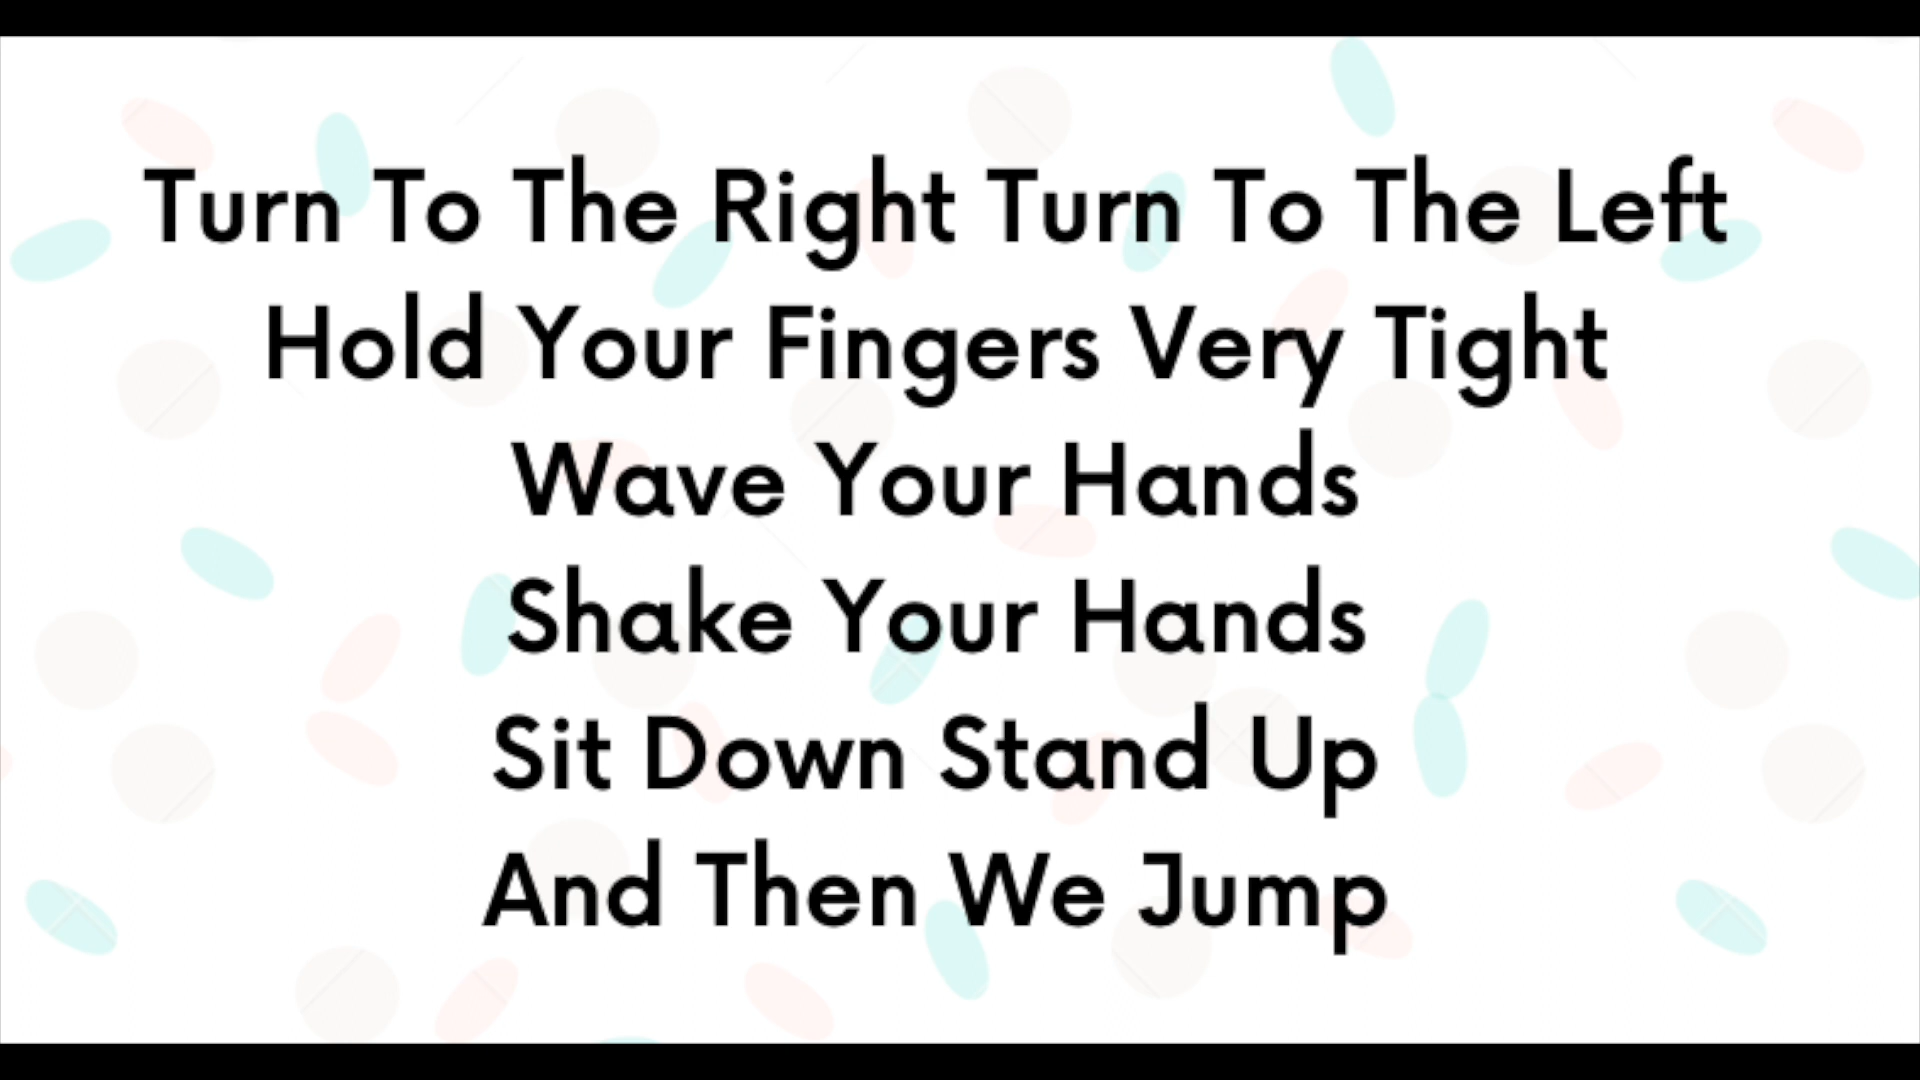 Turn To The Right Turn To The Left
Hold Your Fingers Very Tight
Wave Your Hands
Shake Your Hands
Sit Down Stand Up
And Then We Jump